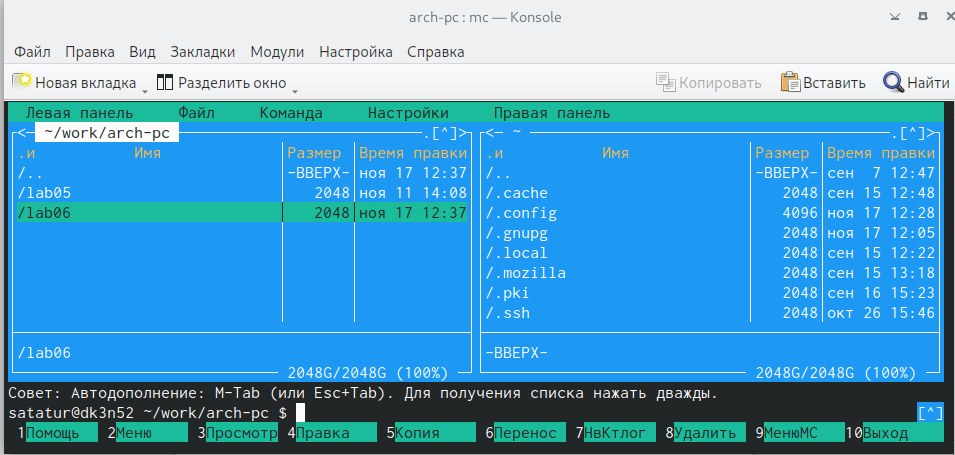 arch-pc : mc — Konsole
Файл Правка Вид Закладки Модули Настройка Справка
Новая вкладка Разделить окно Копировать Вставить Найти
Левая панель Файл Команда Настройки Правая панель
<— ~/work/arch-pc .[^]> <— ~ .[^]>
.и Имя Размер Время правки .и Имя Размер Время правки
/.. -ВВЕРХ- ноя 17 12:37 /.. -ВВЕРХ- сен 7 12:47
/lab05 2048 ноя 11 14:08 /.cache 2048 сен 15 12:48
/lab06 2048 ноя 17 12:37 /.config 4096 ноя 17 12:28
/.gnupg 2048 ноя 17 12:05
/.local 2048 сен 15 12:22
/.mozilla 2048 сен 15 13:18
/.pki 2048 сен 16 15:23
/.ssh 2048 окт 26 15:46
/lab06 -ВВЕРХ-
2048G/2048G (100%) 2048G/2048G (100%)
Совет: Автодополнение: M-Tab (или Esc+Tab). Для получения списка нажать дважды.
satatur@dk3n52 ~/work/arch-pc $ [^]
1Помощь 2Меню 3Просмотр 4Правка 5Копия 6Перенос 7НвКтлог 8Удалить 9МенюMC 10Выход